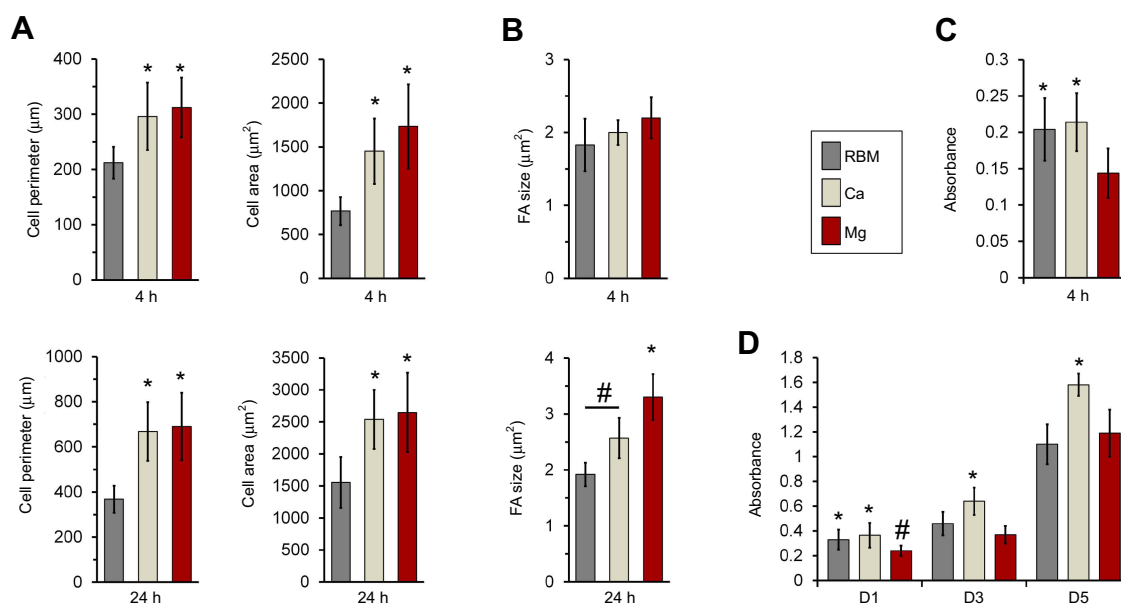 A
Cell perimeter (μm)
400
300
200
100
0
* *
4 h
Cell area (μm²)
2500
2000
1500
1000
500
0
* *
4 h
B
FA size (μm²)
3
2
1
0
4 h
RBM
Ca
Mg
C
Absorbance
0.3
0.25
0.2
0.15
0.1
0.05
0
* *
4 h
Cell perimeter (μm)
1000
800
600
400
200
0
* *
24 h
Cell area (μm²)
3500
3000
2500
2000
1500
1000
500
0
* *
24 h
FA size (μm²)
4
3
2
1
0
# *
24 h
D
Absorbance
1.8
1.6
1.4
1.2
1
0.8
0.6
0.4
0.2
0
* * # * *
D1 D3 D5